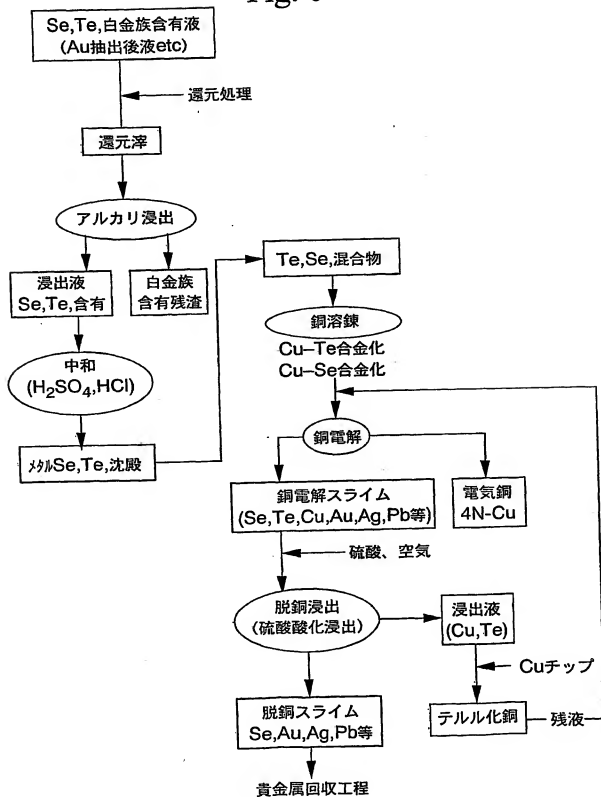 Se,Te,白金族含有液
(Au抽出後液etc)
還元処理
還元滓
アルカリ浸出
浸出液
Se,Te,含有
白金族
含有残渣
中和
(H₂SO₄,HCl)
メタルSe,Te,沈殿
Te,Se,混合物
銅溶錬
Cu–Te合金化
Cu–Se合金化
銅電解
銅電解スライム
(Se,Te,Cu,Au,Ag,Pb等)
電気銅
4N-Cu
硫酸、空気
脱銅浸出
(硫酸酸化浸出)
浸出液
(Cu,Te)
Cuチップ
テルル化銅
残液
脱銅スライム
Se,Au,Ag,Pb等
貴金属回収工程